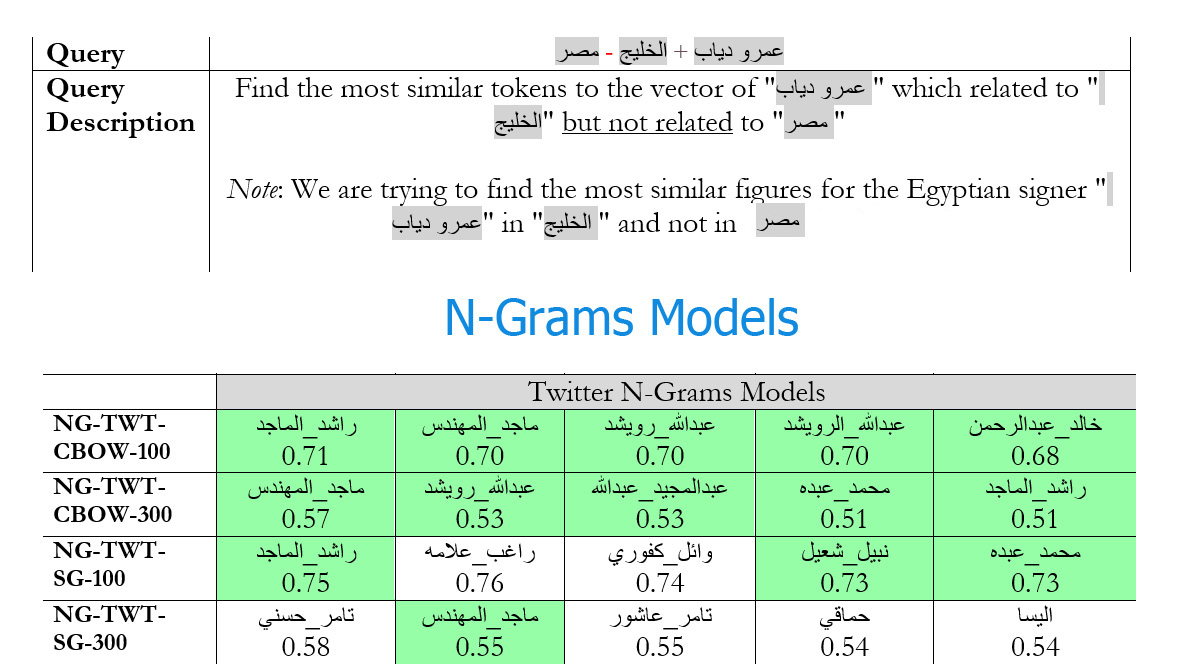 Query
عمرو دياب + الخليج - مصر
Query
Description
Find the most similar tokens to the vector of "عمرو دياب " which related to "
الخليج" but not related to "مصر "
Note: We are trying to find the most similar figures for the Egyptian signer "
عمرو دياب" in "الخليج " and not in مصر
N-Grams Models
Twitter N-Grams Models
NG-TWT-
CBOW-100
راشد_الماجد
0.71
ماجد_المهندس
0.70
عبدالله_رويشد
0.70
عبدالله_الرويشد
0.70
خالد_عبدالرحمن
0.68
NG-TWT-
CBOW-300
ماجد_المهندس
0.57
عبدالله_رويشد
0.53
عبدالمجيد_عبدالله
0.53
محمد_عبده
0.51
راشد_الماجد
0.51
NG-TWT-
SG-100
راشد_الماجد
0.75
راغب_علامه
0.76
وائل_كفوري
0.74
نبيل_شعيل
0.73
محمد_عبده
0.73
NG-TWT-
SG-300
تامر_حسني
0.58
ماجد_المهندس
0.55
تامر_عاشور
0.55
حماقي
0.54
اليسا
0.54